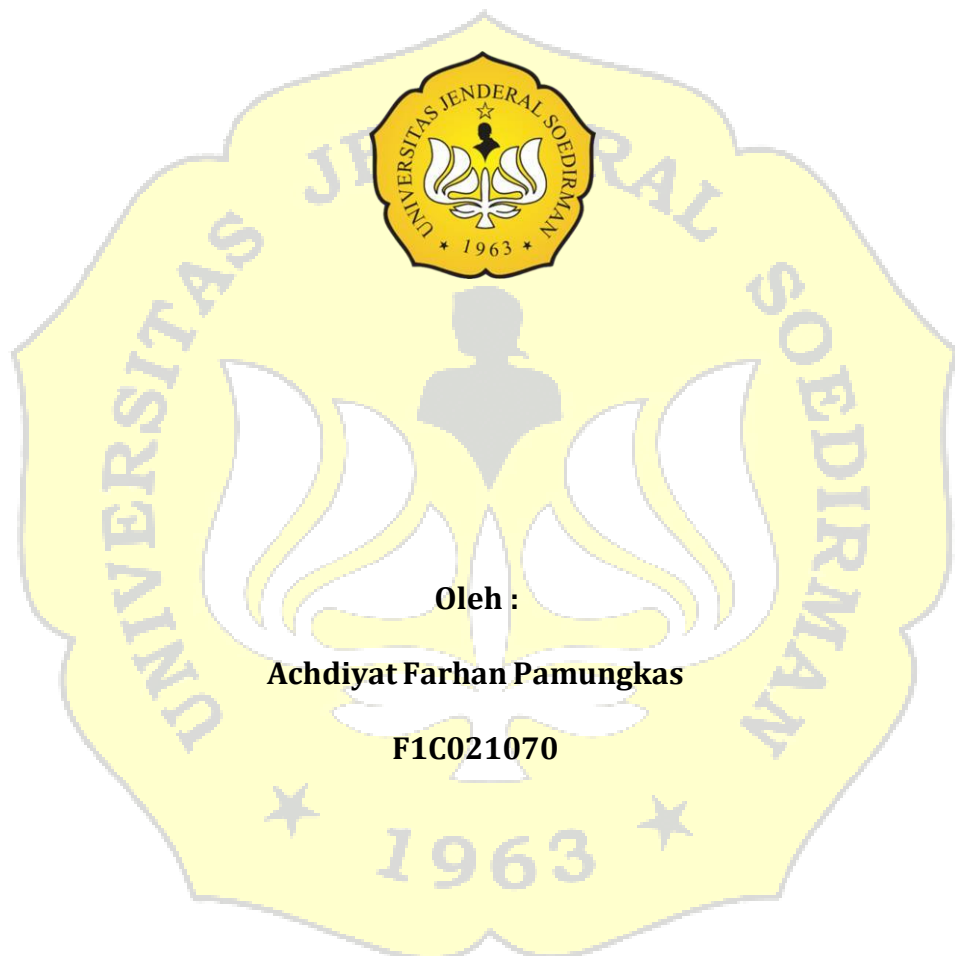 UNIVERSITAS JENDERAL SOEDIRMAN
★ 1963 ★
UNIVERSITAS JENDERAL SOEDIRMAN
Oleh :
Achdiyat Farhan Pamungkas
F1C021070
★ 1963 ★